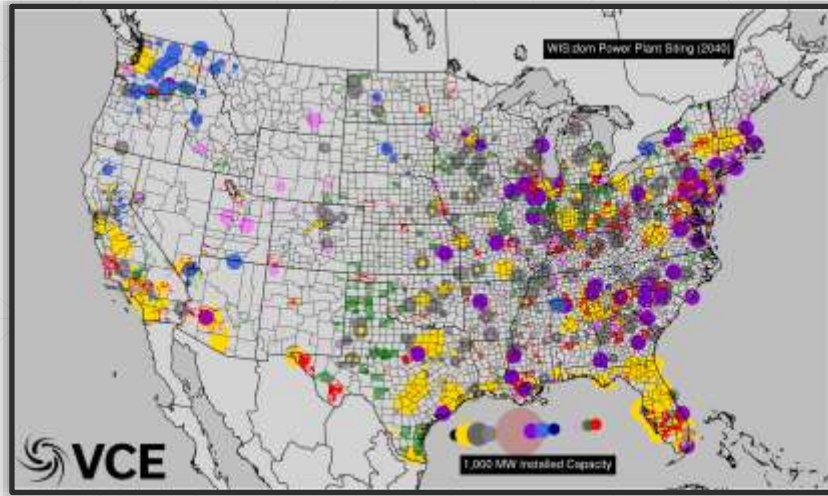 WIS:dom Power Plant Siting (2040)
VCE
1,000 MW Installed Capacity